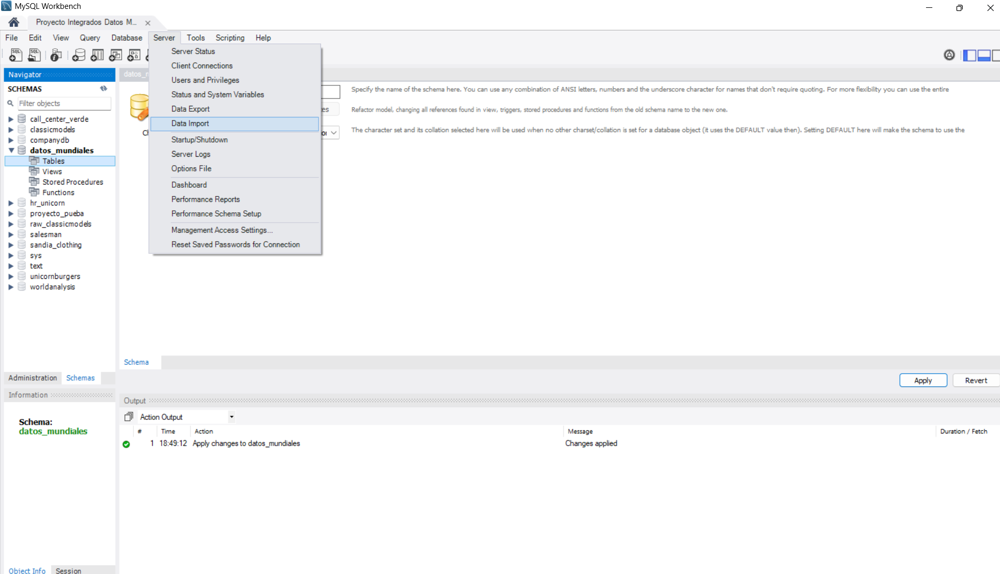 MySQL Workbench
Proyecto Integrados Datos M...
File Edit View Query Database Server Tools Scripting Help
SQL SQL
Navigator
SCHEMAS
Filter objects
call_center_verde
classicmodels
companydb
datos_mundiales
Tables
Views
Stored Procedures
Functions
hr_unicorn
proyecto_pueba
raw_classicmodels
salesman
sandia_clothing
sys
text
unicornburgers
worldanalysis
Administration Schemas
Information
Schema:
datos_mundiales
Object Info Session
Server Status
Client Connections
Users and Privileges
Status and System Variables
Data Export
Data Import
Startup/Shutdown
Server Logs
Options File
Dashboard
Performance Reports
Performance Schema Setup
Management Access Settings...
Reset Saved Passwords for Connection
Specify the name of the schema here. You can use any combination of ANSI letters, numbers and the underscore character for names that don't require quoting. For more flexibility you can use the entire
Refactor model, changing all references found in view, triggers, stored procedures and functions from the old schema name to the new one.
The character set and its collation selected here will be used when no other charset/collation is set for a database object (it uses the DEFAULT value then). Setting DEFAULT here will make the schema to use the
Schema
Apply Revert
Output
Action Output
# Time Action Message Duration / Fetch
1 18:49:12 Apply changes to datos_mundiales Changes applied